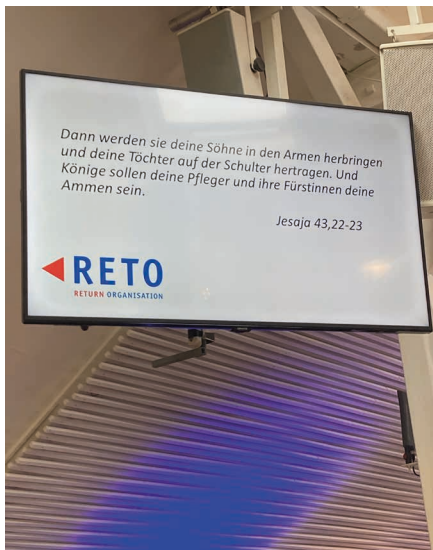 Dann werden sie deine Söhne in den Armen herbringen
und deine Töchter auf der Schulter hertragen. Und
Könige sollen deine Pfleger und ihre Fürstinnen deine
Ammen sein.
Jesaja 43,22-23
RETO
RETURN ORGANISATION